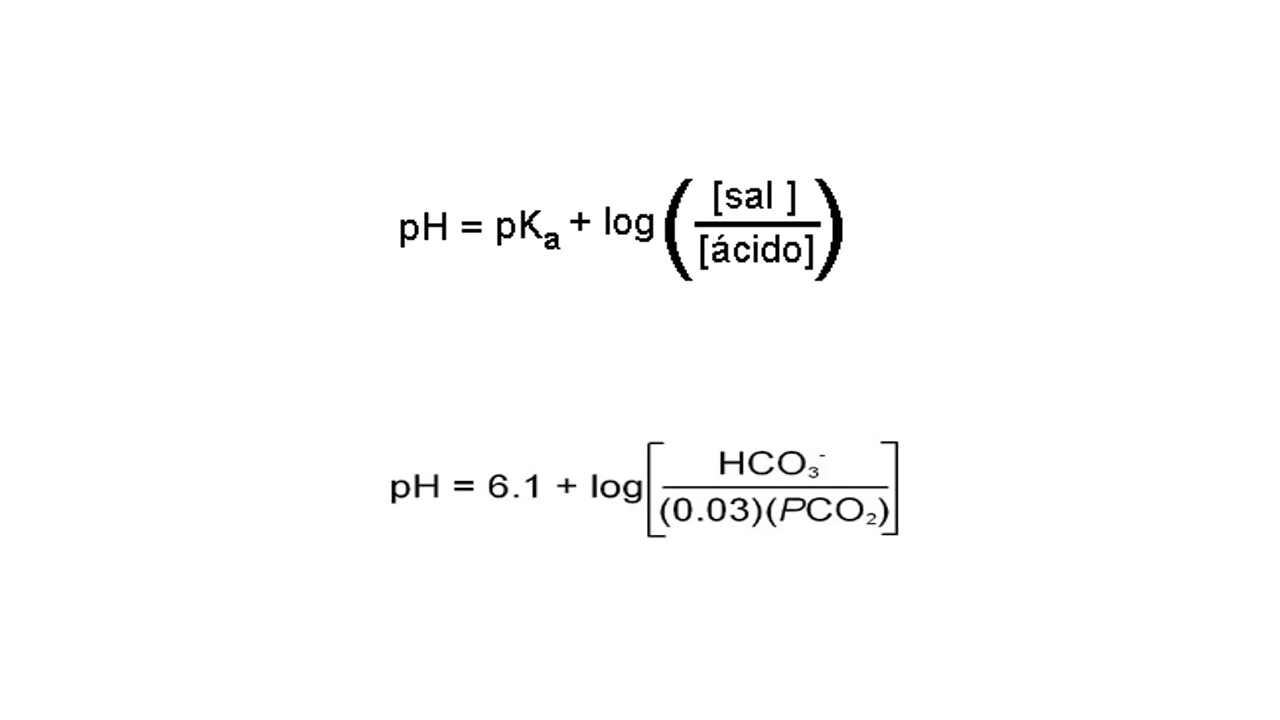 pH = pKₐ + log ( [sal ] / [ácido] )
pH = 6.1 + log [ HCO₃⁻ / (0.03)(PCO₂) ]